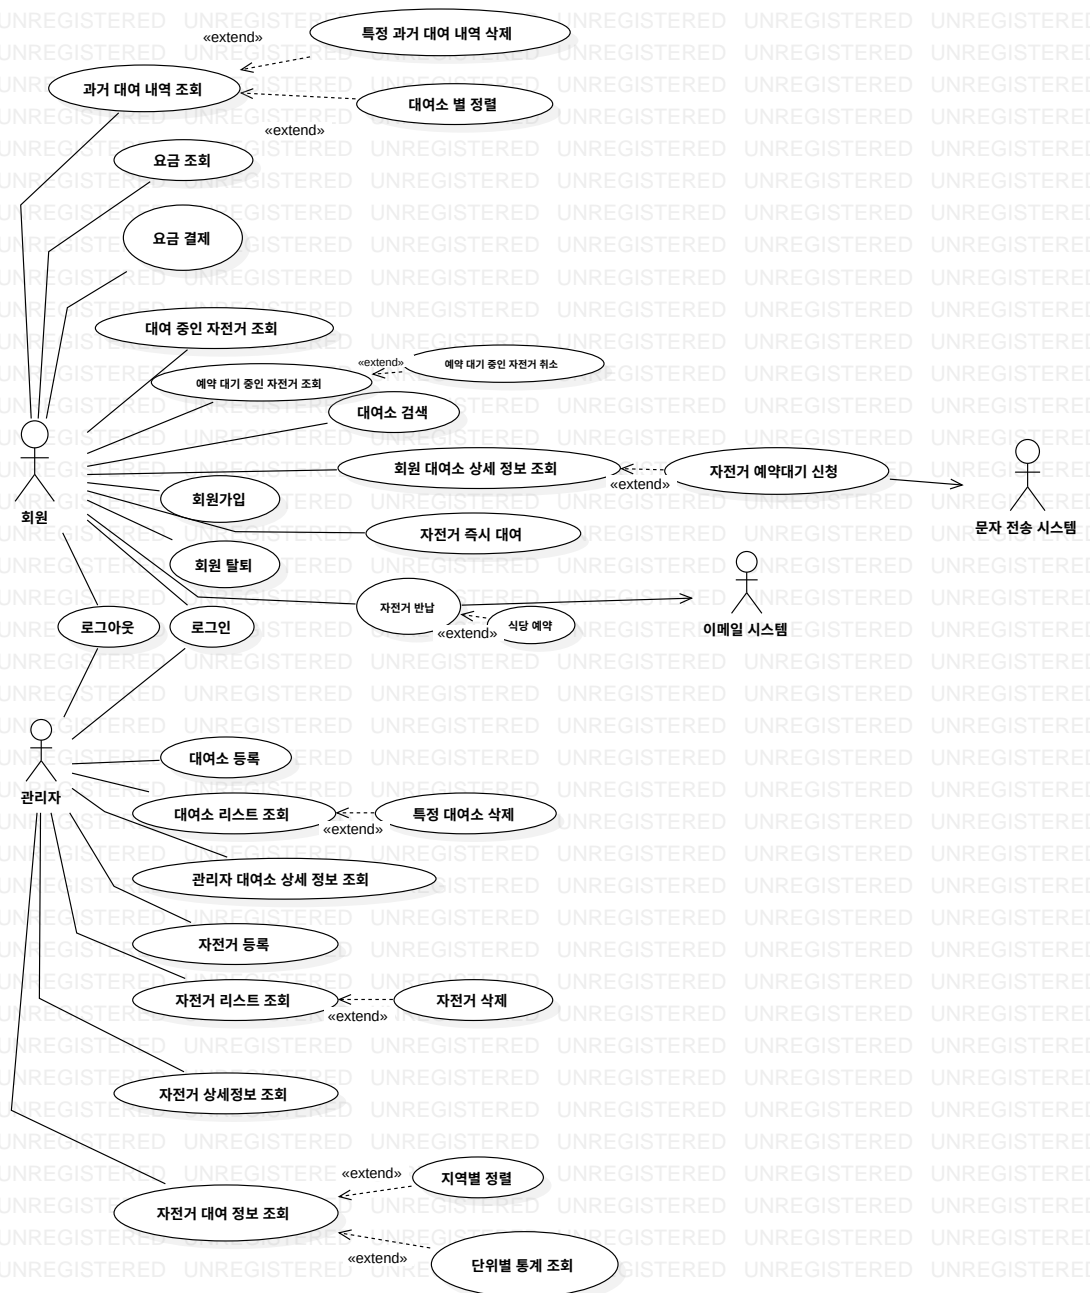 특정 과거 대여 내역 삭제
«extend»
과거 대여 내역 조회
대여소 별 정렬
«extend»
요금 조회
요금 결제
대여 중인 자전거 조회
«extend»
예약 대기 중인 자전거 취소
예약 대기 중인 자전거 조회
대여소 검색
회원 대여소 상세 정보 조회
자전거 예약대기 신청
«extend»
회원가입
회원
문자 전송 시스템
자전거 즉시 대여
회원 탈퇴
자전거 반납
로그아웃
로그인
식당 예약
«extend»
이메일 시스템
대여소 등록
관리자
대여소 리스트 조회
특정 대여소 삭제
«extend»
관리자 대여소 상세 정보 조회
자전거 등록
자전거 리스트 조회
자전거 삭제
«extend»
자전거 상세정보 조회
«extend»
지역별 정렬
자전거 대여 정보 조회
«extend»
단위별 통계 조회
UNREGISTERED